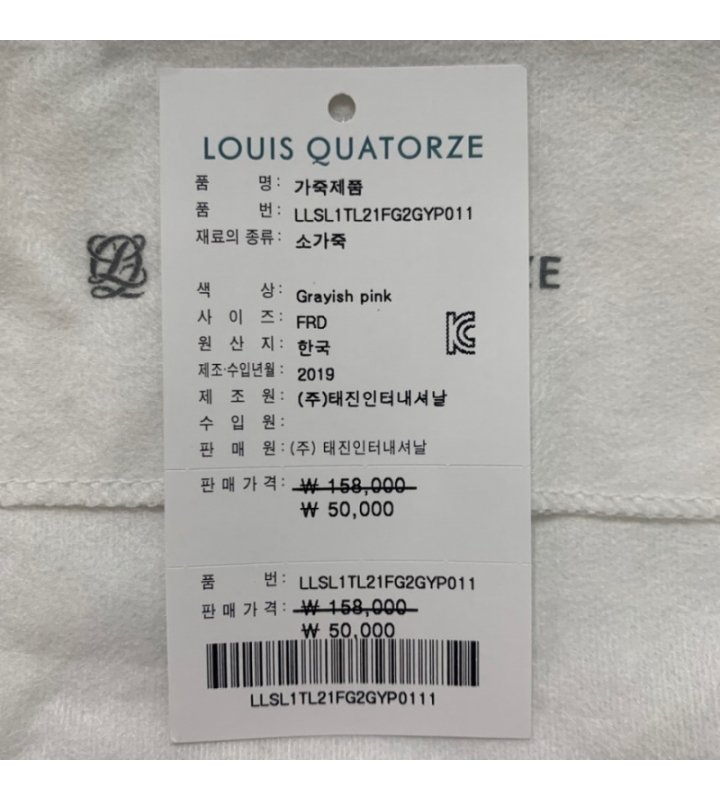 LOUIS QUATORZE
품 명: 가죽제품
품 번: LLSL1TL21FG2GYP011
재료의 종류: 소가죽
ZE
색 상: Grayish pink
사 이 즈: FRD
원 산 지: 한국
제조·수입년월: 2019
제 조 원: (주)태진인터내셔날
수 입 원:
판 매 원: (주) 태진인터내셔날
판 매 가 격: ₩ 158,000
₩ 50,000
품 번: LLSL1TL21FG2GYP011
판 매 가 격: ₩ 158,000
₩ 50,000
LLSL1TL21FG2GYP0111